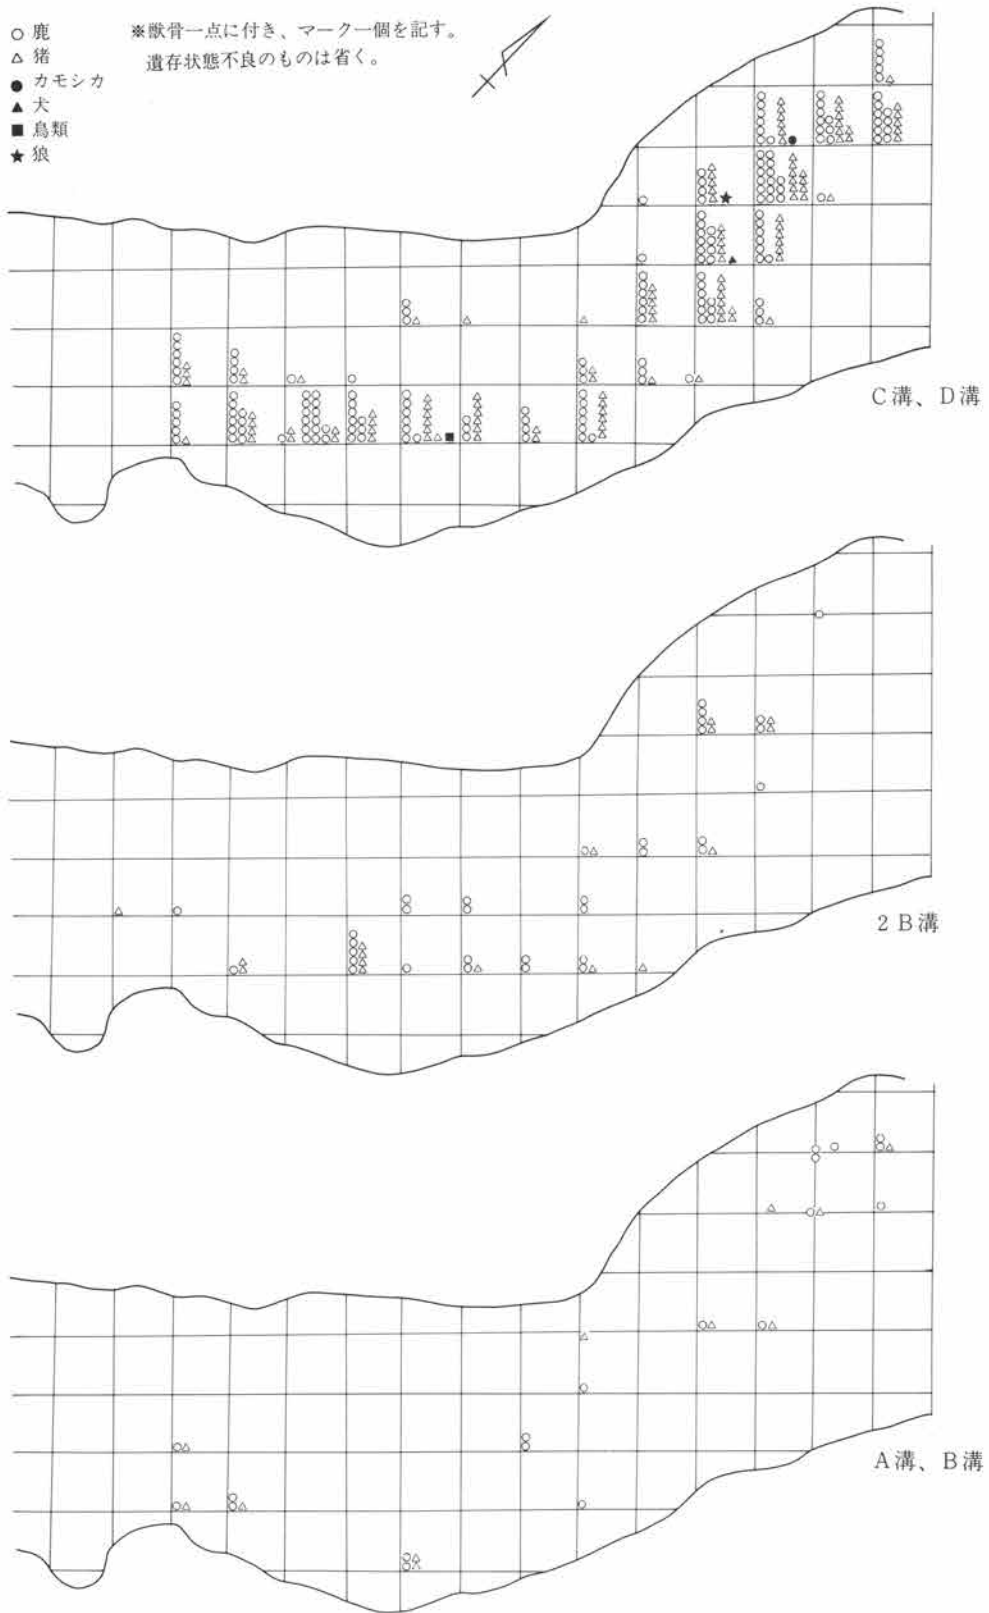 ○ 鹿
△ 猪
● カモシカ
▲ 犬
■ 鳥類
★ 狼
※獣骨一点に付き、マーク一個を記す。
遺存状態不良のものは省く。
C溝、D溝
2B溝
A溝、B溝